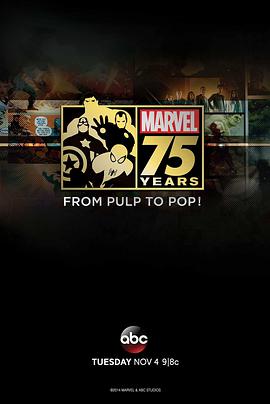 MARVEL
75
YEARS
FROM PULP TO POP!
abc
TUESDAY NOV 4 9|8c
©2014 MARVEL & ABC STUDIOS